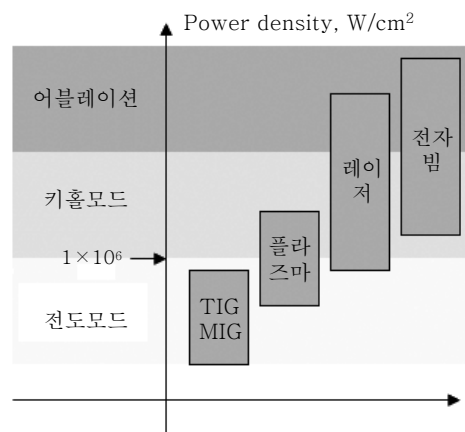 Power density, W/cm²
어블레이션
키홀모드
1×10⁶
전도모드
TIG
MIG
플라
즈마
레이
저
전자
빔